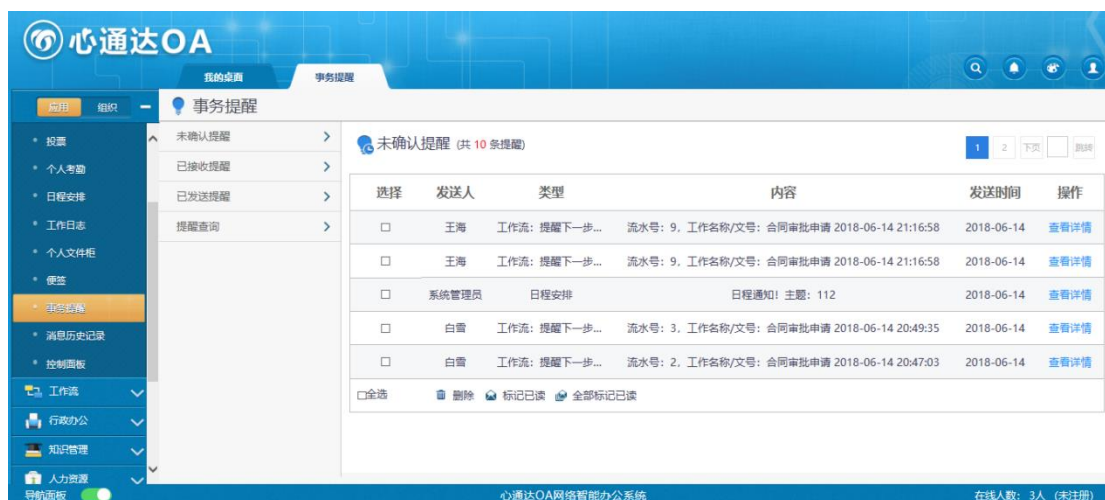 心通达OA
我的桌面 事务提醒
应用 组织
事务提醒
投票
个人考勤
日程安排
工作日志
个人文件柜
便签
事务提醒
消息历史记录
控制面板
工作流
行政办公
知识管理
人力资源
导航面板
未确认提醒
已接收提醒
已发送提醒
提醒查询
未确认提醒 (共 10 条提醒)
1 2 下页 跳转
选择 发送人 类型 内容 发送时间 操作
王海 工作流：提醒下一步... 流水号：9，工作名称/文号：合同审批申请 2018-06-14 21:16:58 2018-06-14 查看详情
王海 工作流：提醒下一步... 流水号：9，工作名称/文号：合同审批申请 2018-06-14 21:16:58 2018-06-14 查看详情
系统管理员 日程安排 日程通知！主题：112 2018-06-14 查看详情
白雪 工作流：提醒下一步... 流水号：3，工作名称/文号：合同审批申请 2018-06-14 20:49:35 2018-06-14 查看详情
白雪 工作流：提醒下一步... 流水号：2，工作名称/文号：合同审批申请 2018-06-14 20:47:03 2018-06-14 查看详情
全选 删除 标记已读 全部标记已读
心通达OA网络智能办公系统
在线人数：3人 (未注册)